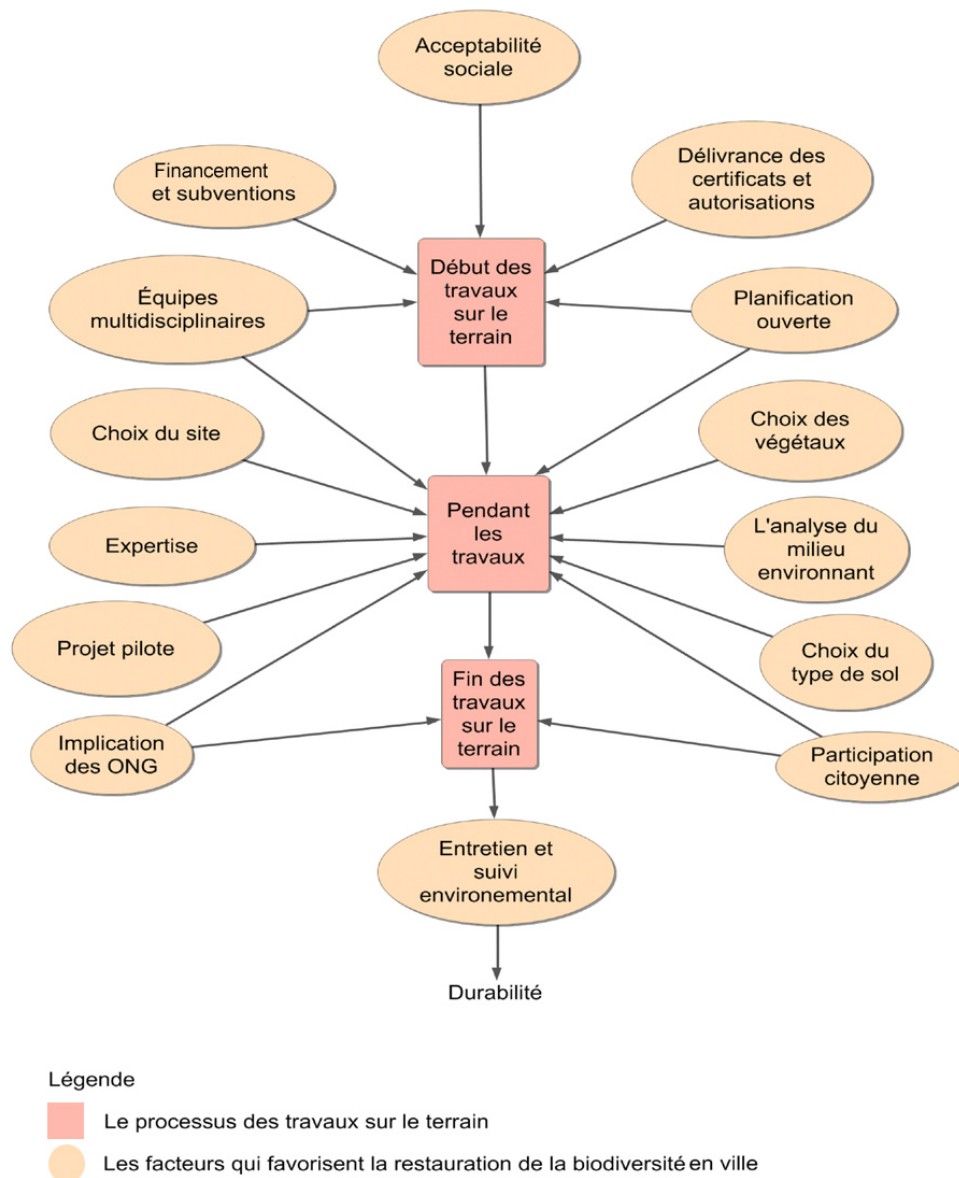 Acceptabilité
sociale
Financement
et subventions
Délivrance des
certificats et
autorisations
Début des
travaux
sur le
terrain
Équipes
multidisciplinaires
Planification
ouverte
Choix du site
Choix des
végétaux
Pendant
les
travaux
Expertise
L'analyse du
milieu
environnant
Projet pilote
Choix du
type de sol
Fin des
travaux
sur le
terrain
Implication
des ONG
Participation
citoyenne
Entretien et
suivi
environemental
Durabilité
Légende
Le processus des travaux sur le terrain
Les facteurs qui favorisent la restauration de la biodiversité en ville